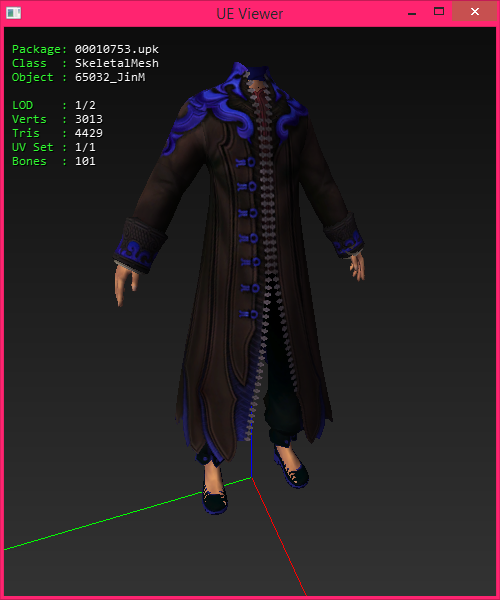 UE Viewer
Package: 00010753.upk
Class  : SkeletalMesh
Object : 65032_JinM
LOD    : 1/2
Verts  : 3013
Tris   : 4429
UV Set : 1/1
Bones  : 101